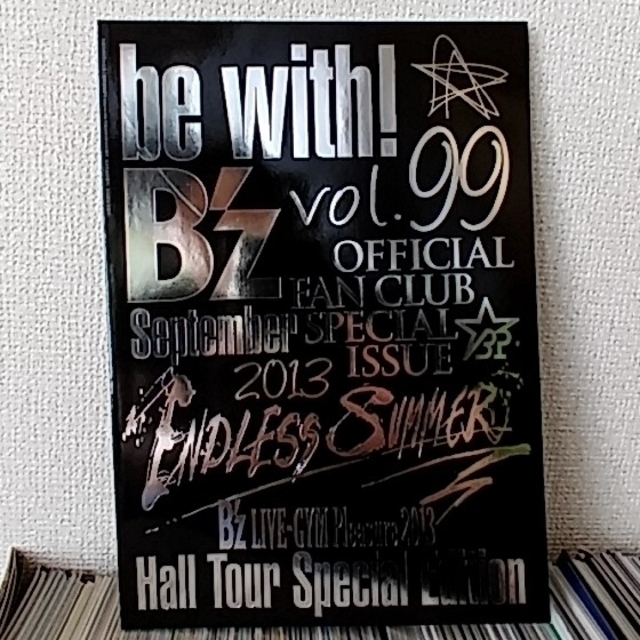 be with!
B'z vol.99
OFFICIAL
FAN CLUB
September SPECIAL
ISSUE
2013
ENDLESS SUMMER
B'z LIVE-GYM Pleasure 2013
Hall Tour Special Edition